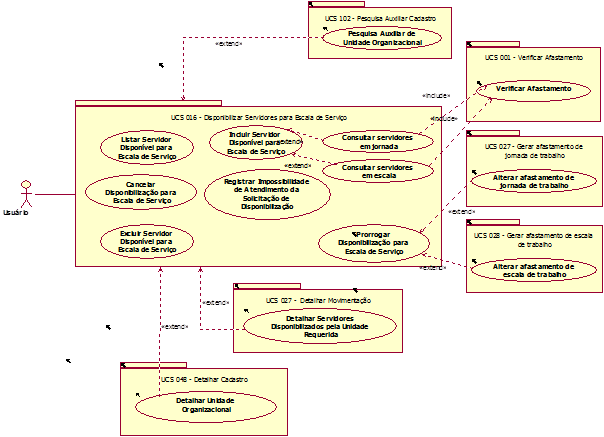 UCS 102 - Pesquisa Auxiliar Cadastro
Pesquisa Auxiliar de
Unidade Organizacional
«extend»
UCS 001 - Verificar Afastamento
Verificar Afastamento
«include»
«include»
UCS 016 - Disponibilizar Servidores para Escala de Serviço
Listar Servidor
Disponível para
Escala de Serviço
Incluir Servidor
Disponível para
Escala de Serviço
«extend»
«extend»
Consultar servidores
em jornada
Consultar servidores
em escala
Cancelar
Disponibilização para
Escala de Serviço
Registrar Impossibilidade
de Atendimento da
Solicitação de
Disponibilização
Excluir Servidor
Disponível para
Escala de Serviço
Prorrogar
Disponibilização para
Escala de Serviço
Usuário
UCS 027 - Gerar afastamento de
jornada de trabalho
Alterar afastamento de
jornada de trabalho
«extend»
UCS 028 - Gerar afastamento de escala
de trabalho
Alterar afastamento de
escala de trabalho
«extend»
UCS 027 - Detalhar Movimentação
Detalhar Servidores
Disponibilizados pela Unidade
Requerida
«extend»
«extend»
UCS 048 - Detalhar Cadastro
Detalhar Unidade
Organizacional